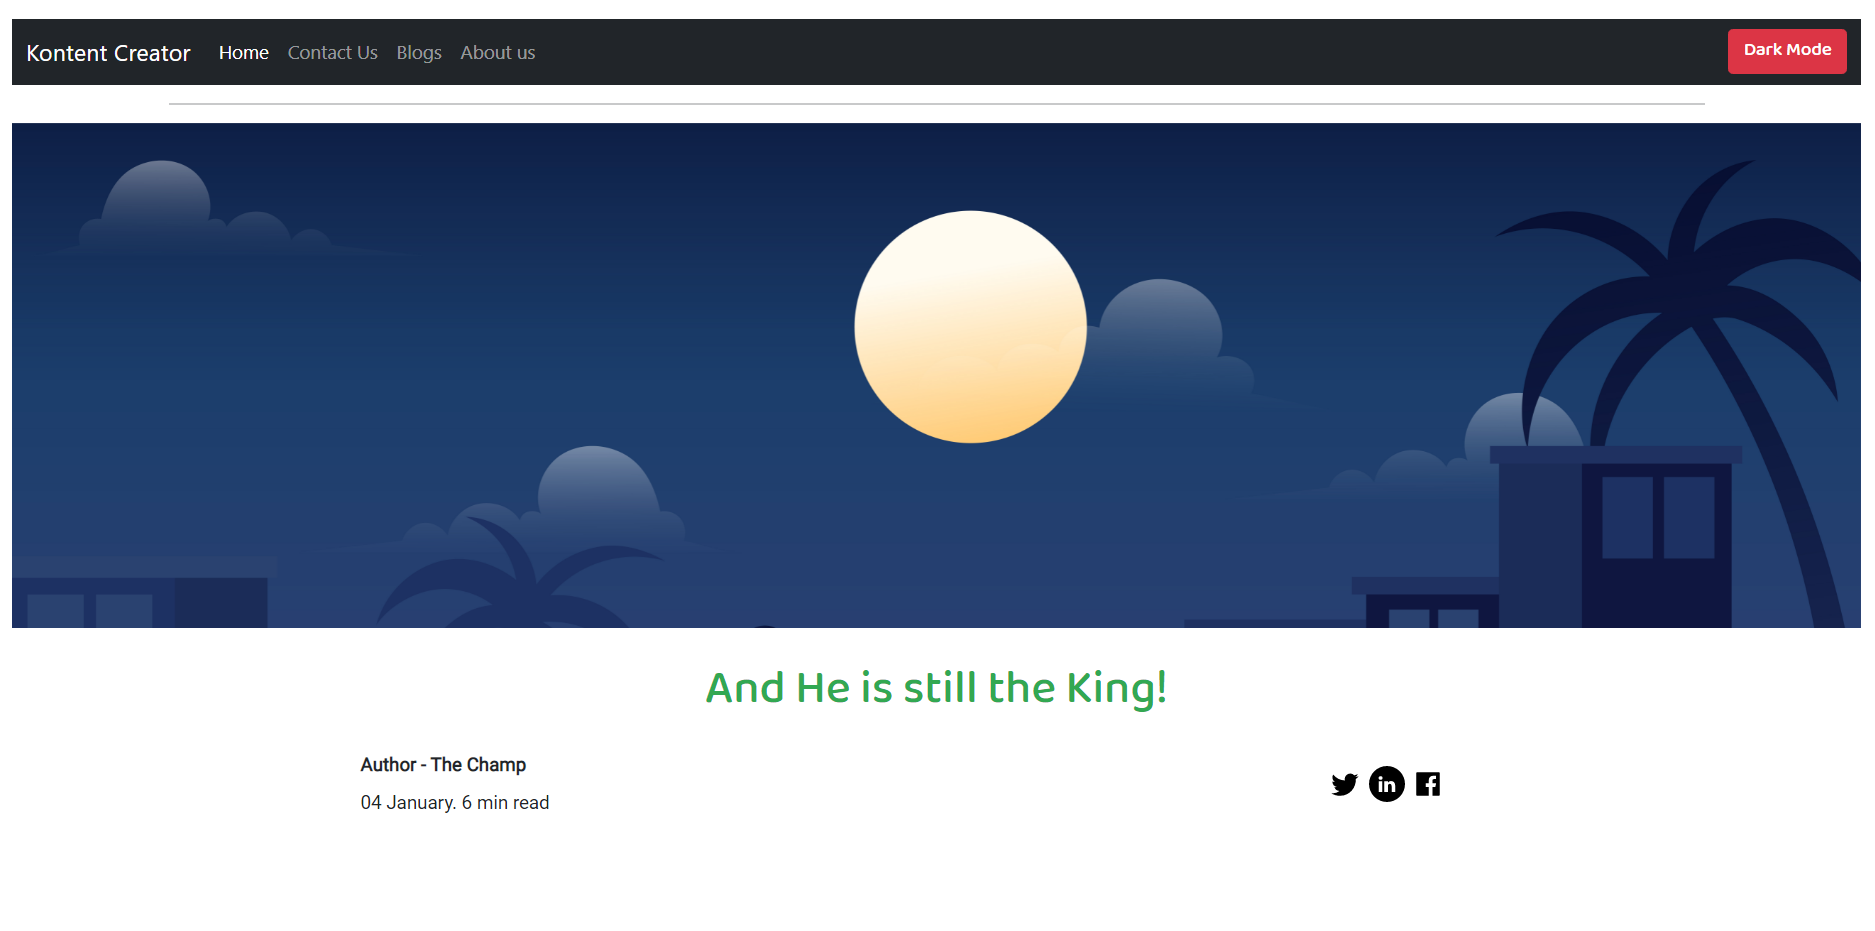 Kontent Creator Home Contact Us Blogs About us Dark Mode
And He is still the King!
Author - The Champ
04 January. 6 min read
in